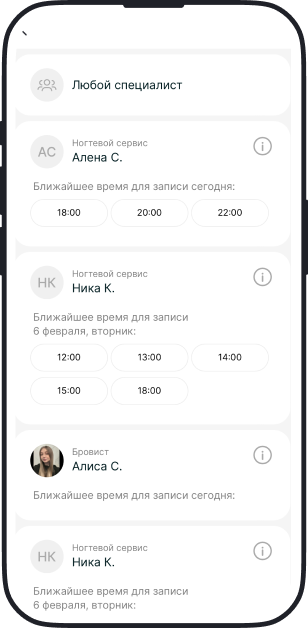 Любой специалист
АС
Ногтевой сервис
Алена С.
Ближайшее время для записи сегодня:
18:00 20:00 22:00
НК
Ногтевой сервис
Ника К.
Ближайшее время для записи
6 февраля, вторник:
12:00 13:00 14:00
15:00 18:00
Бровист
Алиса С.
Ближайшее время для записи сегодня:
НК
Ногтевой сервис
Ника К.
Ближайшее время для записи
6 февраля, вторник: